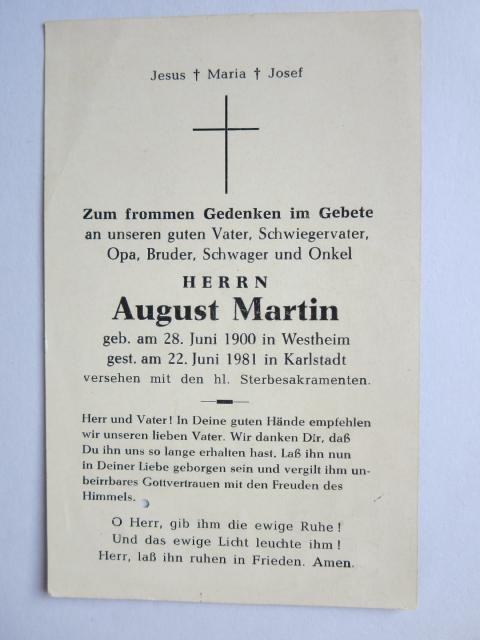 Jesus † Maria † Josef
Zum frommen Gedenken im Gebete
an unseren guten Vater, Schwiegervater,
Opa, Bruder, Schwager und Onkel
HERRN
August Martin
geb. am 28. Juni 1900 in Westheim
gest. am 22. Juni 1981 in Karlstadt
versehen mit den hl. Sterbesakramenten.
Herr und Vater! In Deine guten Hände empfehlen
wir unseren lieben Vater. Wir danken Dir, daß
Du ihn uns so lange erhalten hast. Laß ihn nun
in Deiner Liebe geborgen sein und vergilt ihm un-
beirrbares Gottvertrauen mit den Freuden des
Himmels.
O Herr, gib ihm die ewige Ruhe!
Und das ewige Licht leuchte ihm!
Herr, laß ihn ruhen in Frieden. Amen.